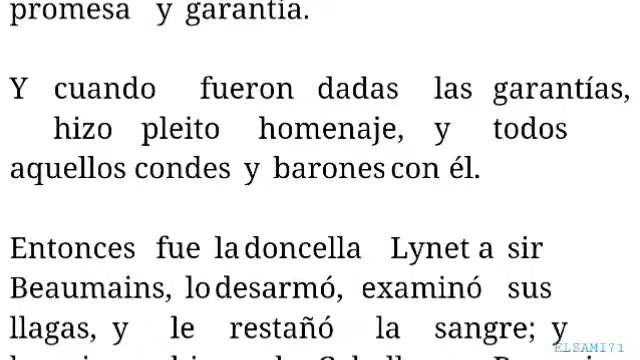 promesa y garantía.
Y cuando fueron dadas las garantías,
hizo pleito homenaje, y todos
aquellos condes y barones con él.
Entonces fue la doncella Lynet a sir
Beaumains, lo desarmó, examinó sus
llagas, y le restañó la sangre; y
ELSAMI71